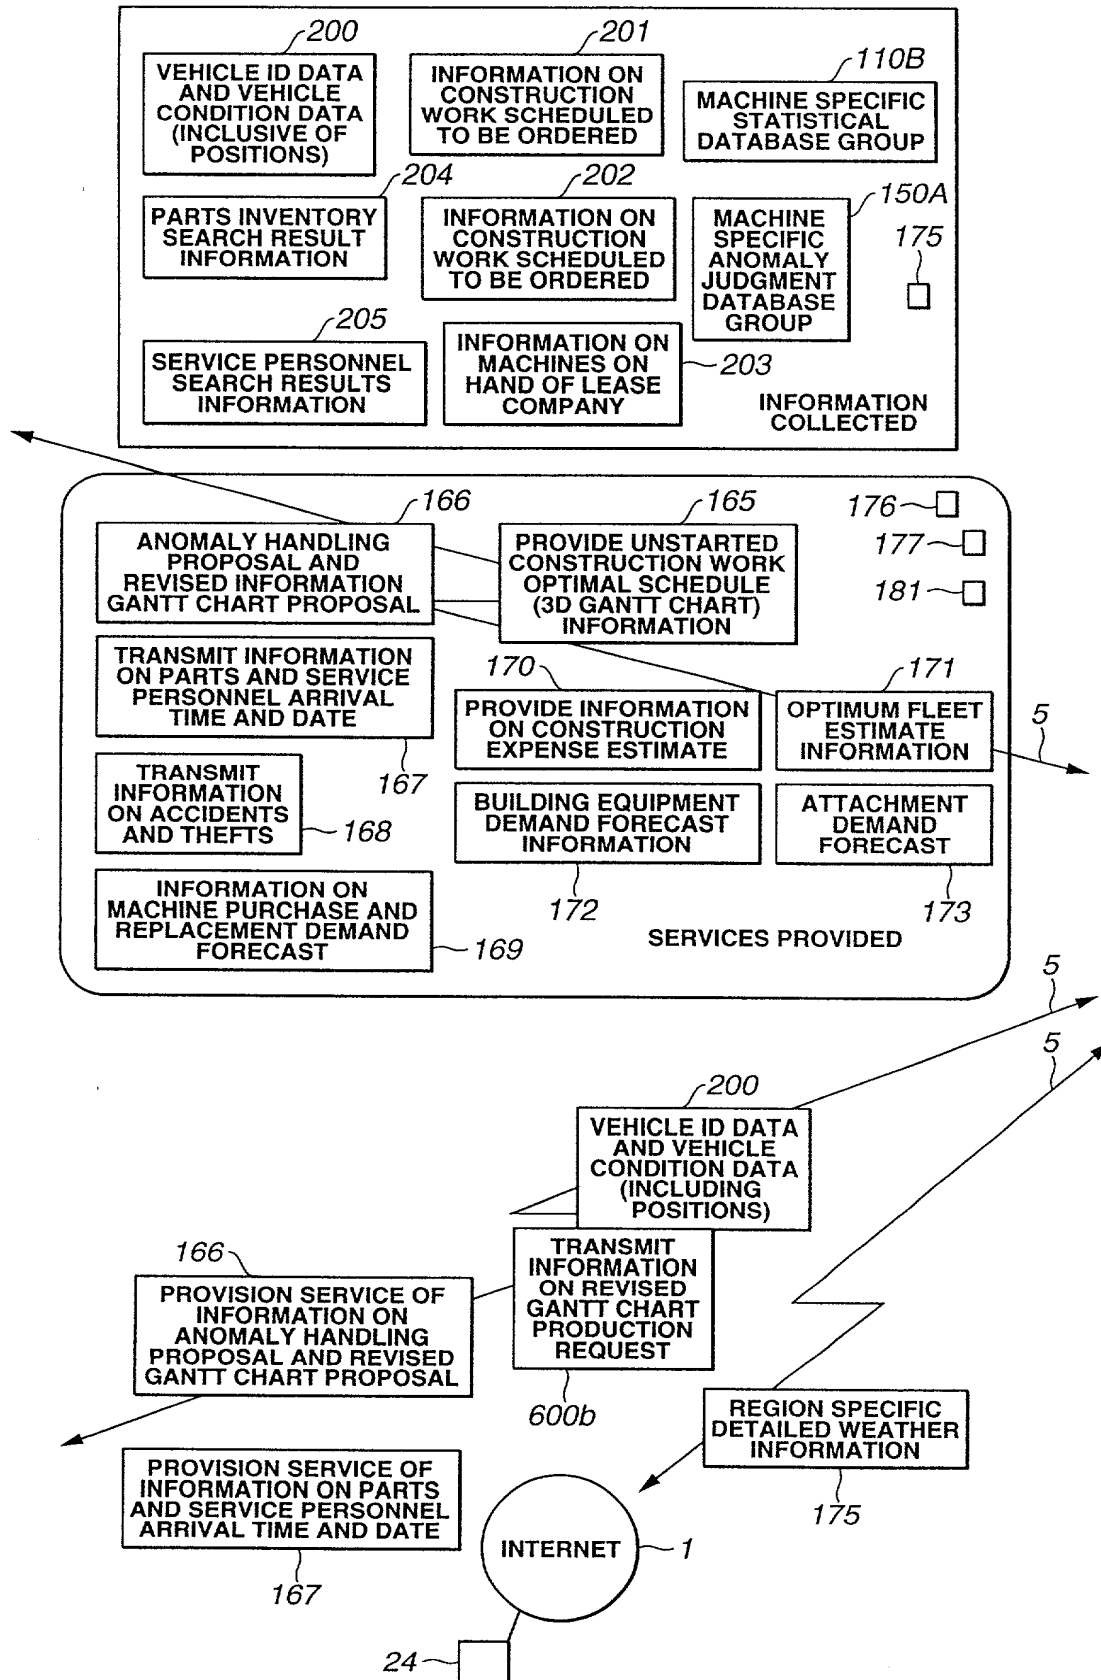 200
VEHICLE ID DATA
AND VEHICLE
CONDITION DATA
(INCLUSIVE OF
POSITIONS)
201
INFORMATION ON
CONSTRUCTION
WORK SCHEDULED
TO BE ORDERED
110B
MACHINE SPECIFIC
STATISTICAL
DATABASE GROUP
204
PARTS INVENTORY
SEARCH RESULT
INFORMATION
202
INFORMATION ON
CONSTRUCTION
WORK SCHEDULED
TO BE ORDERED
150A
MACHINE
SPECIFIC
ANOMALY
JUDGMENT
DATABASE
GROUP
175
205
SERVICE PERSONNEL
SEARCH RESULTS
INFORMATION
INFORMATION ON
MACHINES ON
HAND OF LEASE
COMPANY
203
INFORMATION
COLLECTED
166
ANOMALY HANDLING
PROPOSAL AND
REVISED INFORMATION
GANTT CHART PROPOSAL
165
PROVIDE UNSTARTED
CONSTRUCTION WORK
OPTIMAL SCHEDULE
(3D GANTT CHART)
INFORMATION
176
177
181
TRANSMIT INFORMATION
ON PARTS AND SERVICE
PERSONNEL ARRIVAL
TIME AND DATE
167
170
PROVIDE INFORMATION
ON CONSTRUCTION
EXPENSE ESTIMATE
171
OPTIMUM FLEET
ESTIMATE
INFORMATION
5
TRANSMIT
INFORMATION
ON ACCIDENTS
AND THEFTS
168
BUILDING EQUIPMENT
DEMAND FORECAST
INFORMATION
172
ATTACHMENT
DEMAND
FORECAST
173
INFORMATION ON
MACHINE PURCHASE AND
REPLACEMENT DEMAND
FORECAST
169
SERVICES PROVIDED
5
5
200
VEHICLE ID DATA
AND VEHICLE
CONDITION DATA
(INCLUDING
POSITIONS)
TRANSMIT
INFORMATION
ON REVISED
GANTT CHART
PRODUCTION
REQUEST
600b
166
PROVISION SERVICE OF
INFORMATION ON
ANOMALY HANDLING
PROPOSAL AND REVISED
GANTT CHART PROPOSAL
REGION SPECIFIC
DETAILED WEATHER
INFORMATION
175
PROVISION SERVICE OF
INFORMATION ON PARTS
AND SERVICE PERSONNEL
ARRIVAL TIME AND DATE
167
INTERNET
1
24